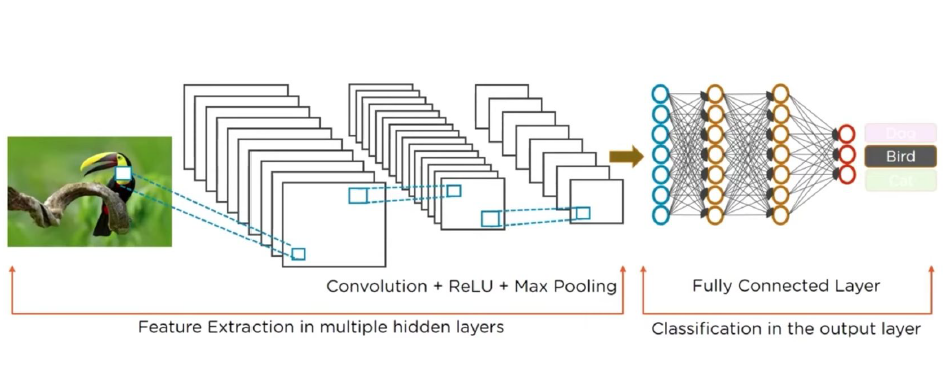 Dog
Bird
Cat
Convolution + ReLU + Max Pooling
Fully Connected Layer
Feature Extraction in multiple hidden layers
Classification in the output layer